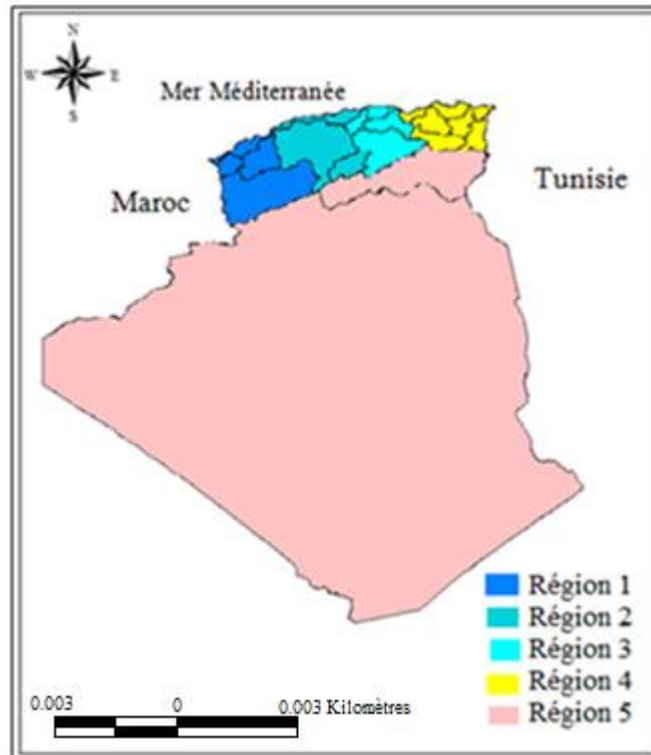 N
W E
S
Mer Méditerranée
Maroc
Tunisie
Région 1
Région 2
Région 3
Région 4
Région 5
0.003 0 0.003 Kilomètres